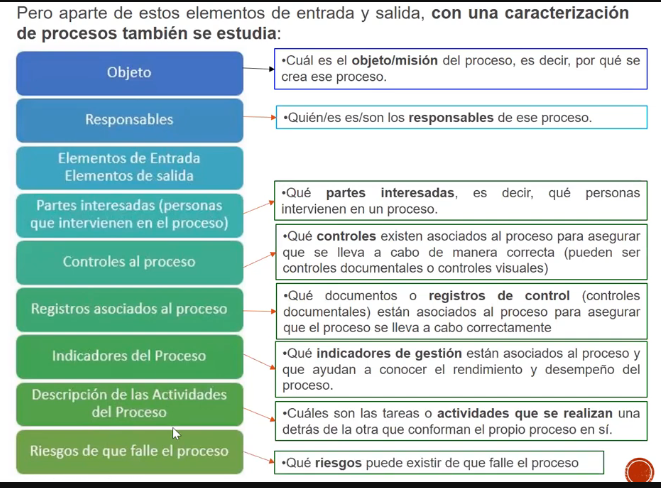 Pero aparte de estos elementos de entrada y salida, con una caracterización
de procesos también se estudia:
Objeto
•Cuál es el objeto/misión del proceso, es decir, por qué se
crea ese proceso.
Responsables
•Quién/es es/son los responsables de ese proceso.
Elementos de Entrada
Elementos de salida
Partes interesadas (personas
que intervienen en el proceso)
•Qué partes interesadas, es decir, qué personas
intervienen en un proceso.
Controles al proceso
•Qué controles existen asociados al proceso para asegurar
que se lleva a cabo de manera correcta (pueden ser
controles documentales o controles visuales)
Registros asociados al proceso
•Qué documentos o registros de control (controles
documentales) están asociados al proceso para asegurar
que el proceso se lleva a cabo correctamente
Indicadores del Proceso
•Qué indicadores de gestión están asociados al proceso y
que ayudan a conocer el rendimiento y desempeño del
proceso.
Descripción de las Actividades
del Proceso
•Cuáles son las tareas o actividades que se realizan una
detrás de la otra que conforman el propio proceso en sí.
Riesgos de que falle el proceso
•Qué riesgos puede existir de que falle el proceso